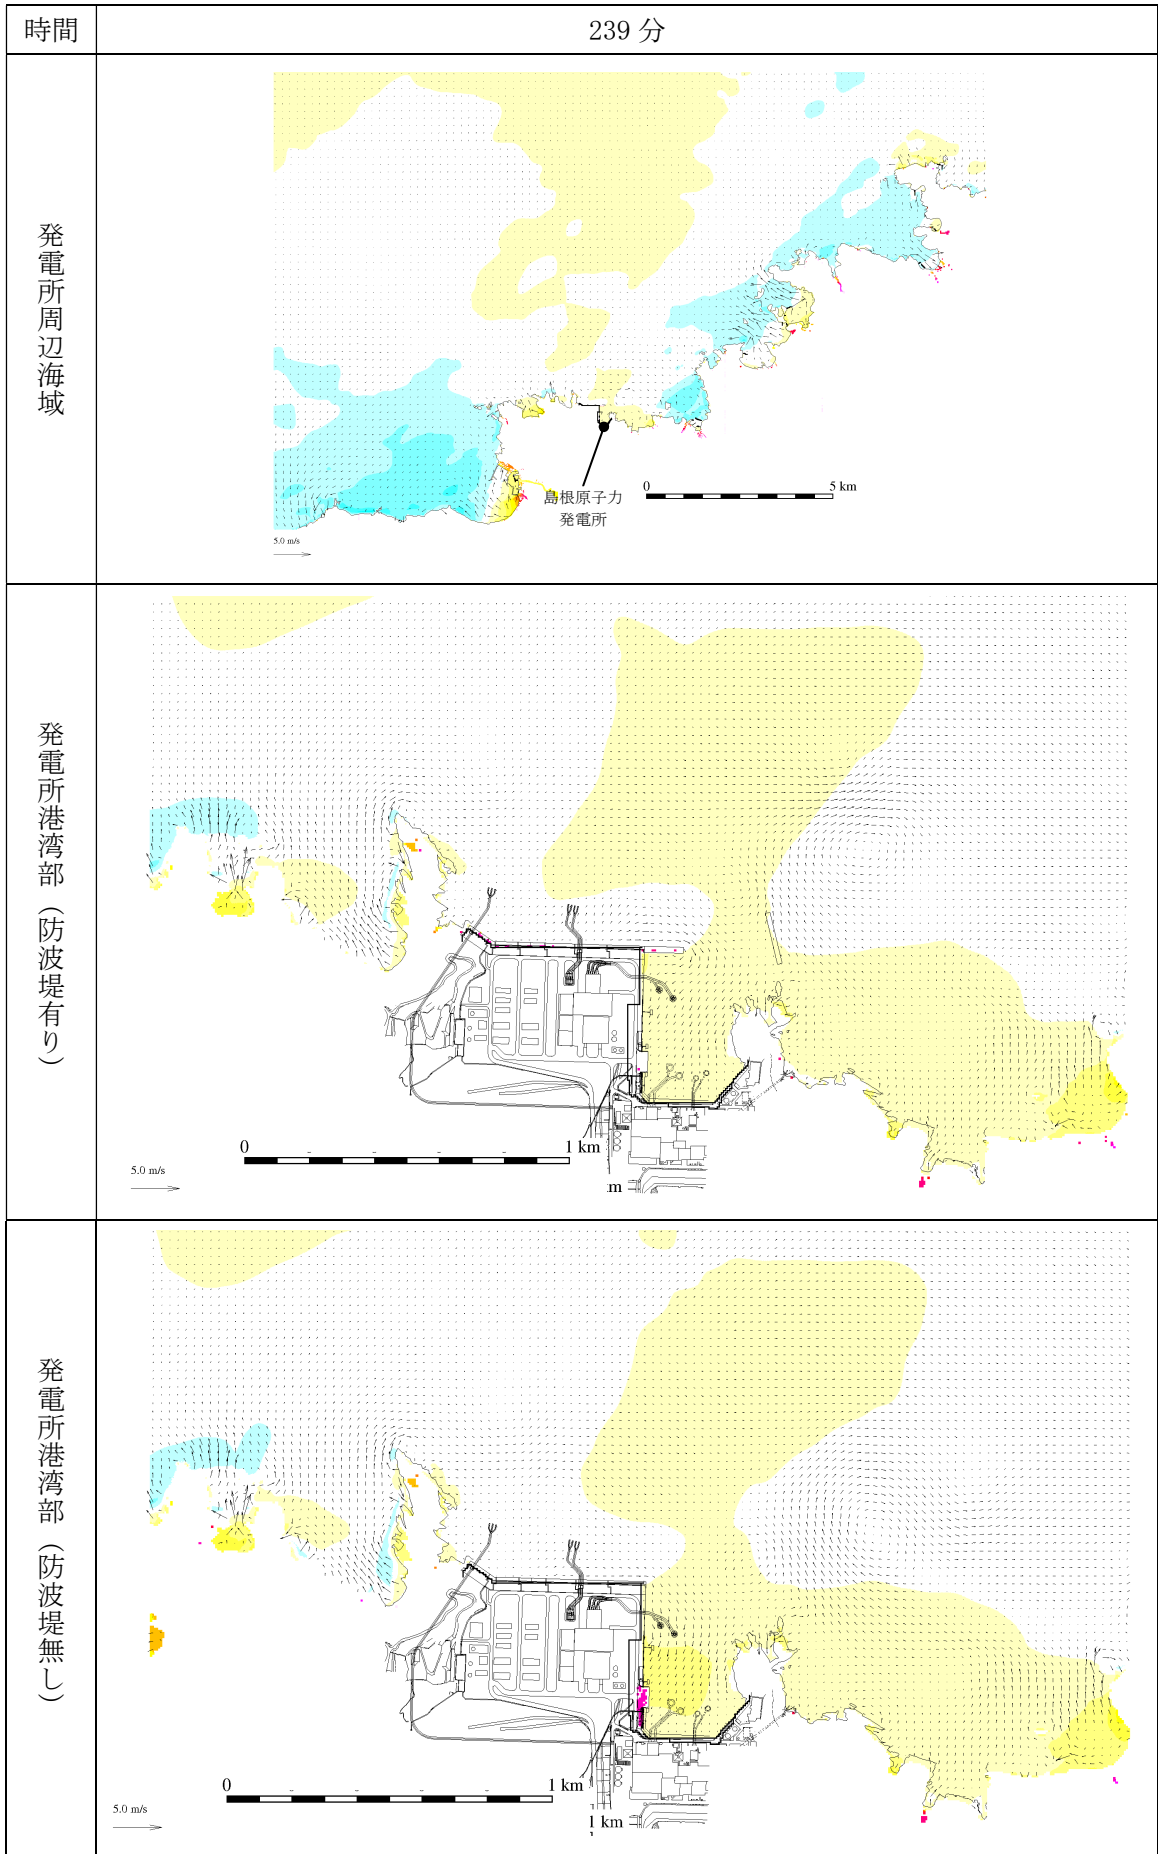 時間
239 分
発電所周辺海域
島根原子力
発電所
0
5 km
5.0 m/s
発電所港湾部（防波堤有り）
0
1 km
5.0 m/s
.m
発電所港湾部（防波堤無し）
0
1 km
5.0 m/s
1 km